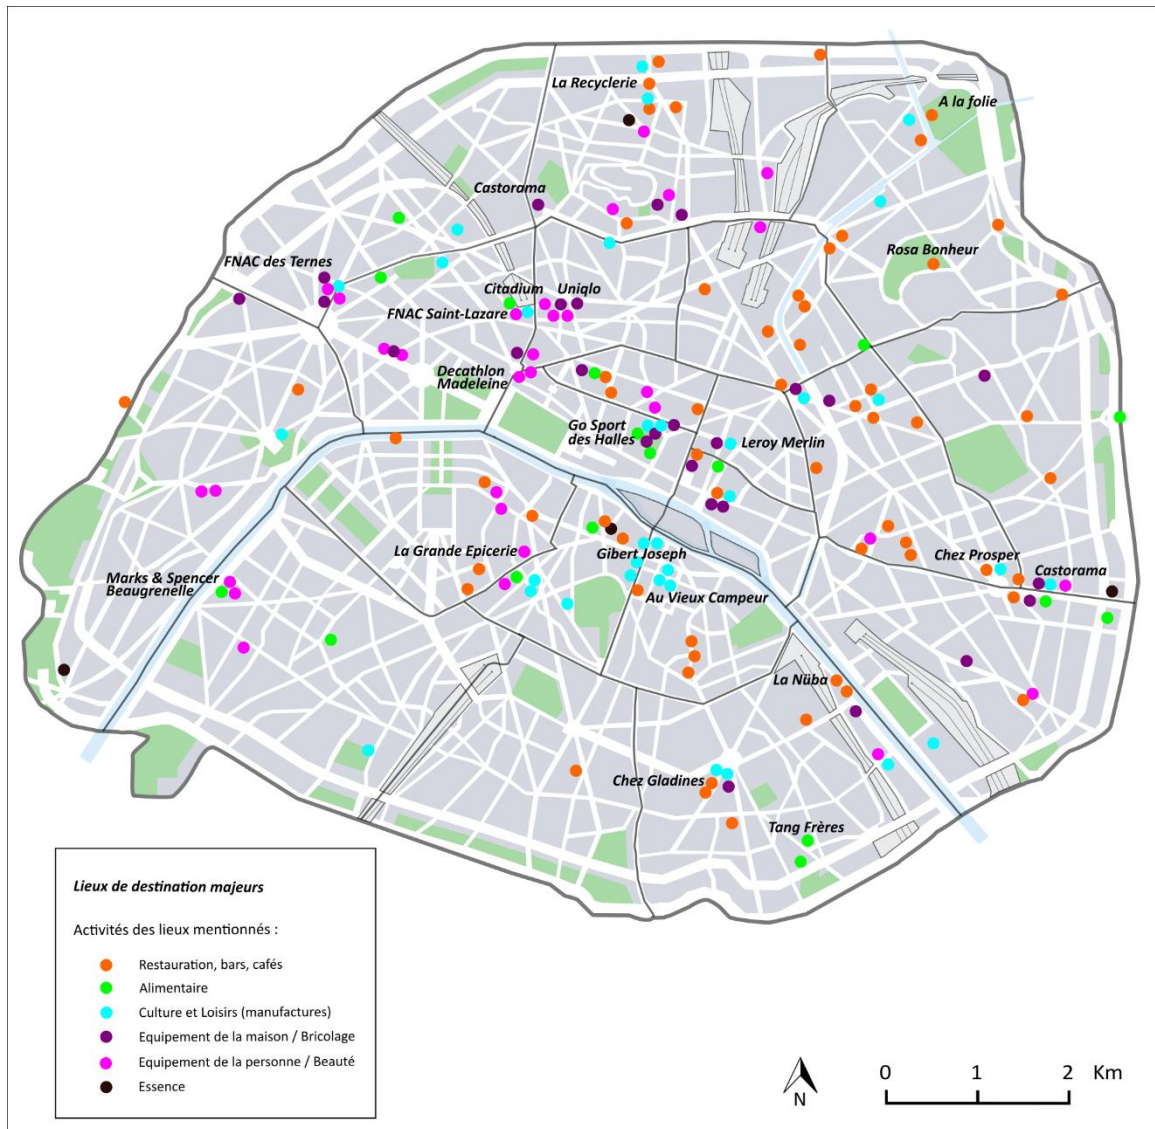 La Recyclerie
A la folie
Castorama
Rosa Bonheur
FNAC des Ternes
Citadium
Uniqlo
FNAC Saint-Lazare
Decathlon
Madeleine
Go Sport
des Halles
Leroy Merlin
La Grande Epicerie
Gibert Joseph
Chez Prosper
Castorama
Marks & Spencer
Beaugrenelle
Au Vieux Campeur
La Nüba
Chez Gladines
Tang Frères
Lieux de destination majeurs
Activités des lieux mentionnés :
Restauration, bars, cafés
Alimentaire
Culture et Loisirs (manufactures)
Equipement de la maison / Bricolage
Equipement de la personne / Beauté
Essence
N
0 1 2 Km